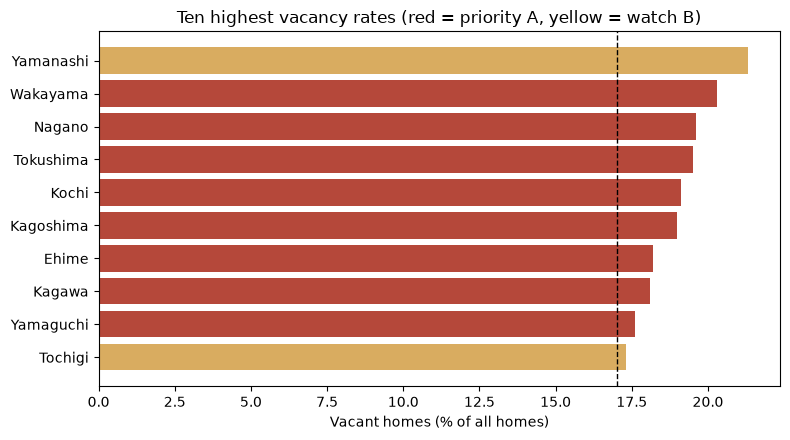 Ten highest vacancy rates (red = priority A, yellow = watch B)
Yamanashi
Wakayama
Nagano
Tokushima
Kochi
Kagoshima
Ehime
Kagawa
Yamaguchi
Tochigi
0.0 2.5 5.0 7.5 10.0 12.5 15.0 17.5 20.0
Vacant homes (% of all homes)